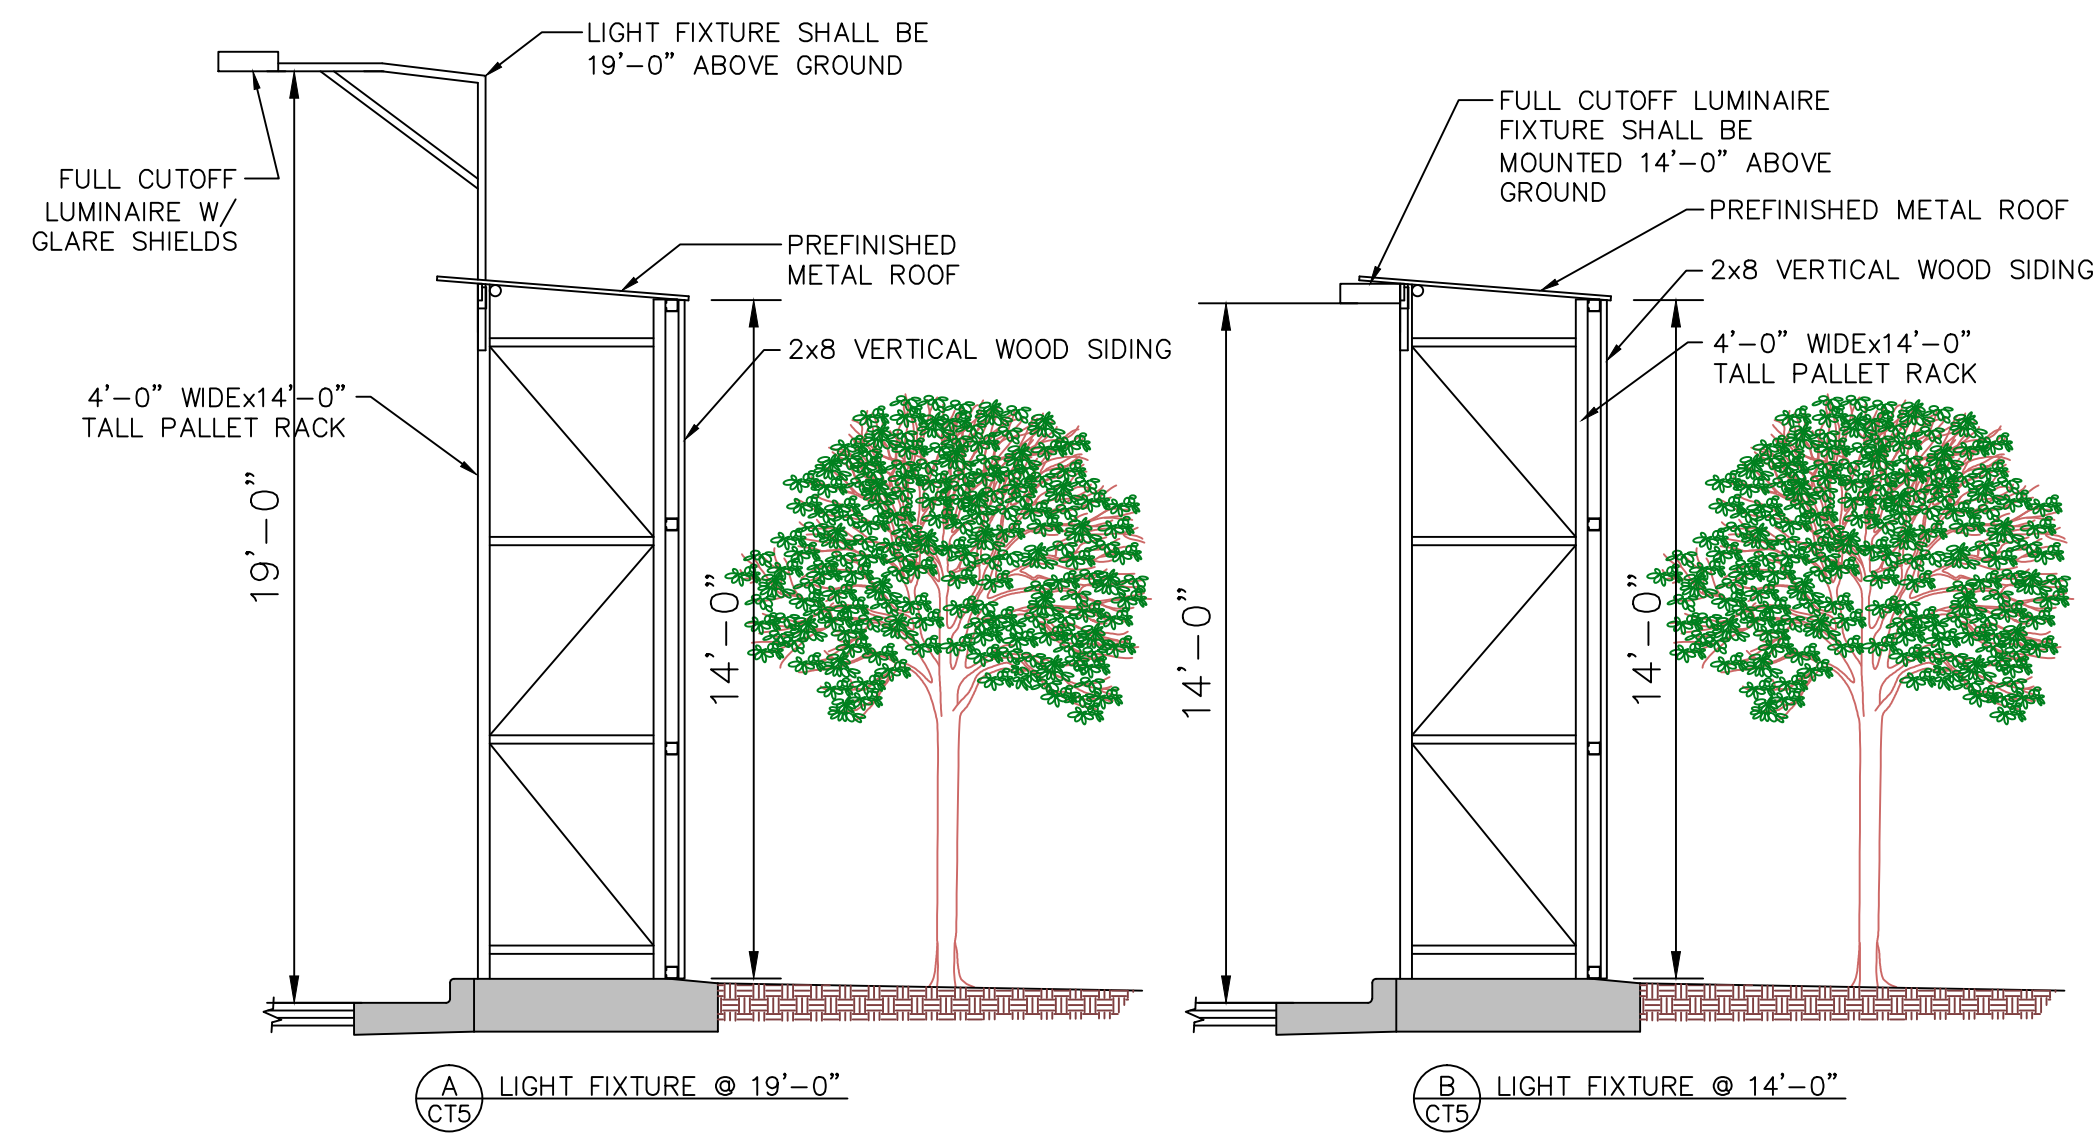 LIGHT FIXTURE SHALL BE
19'-0" ABOVE GROUND
FULL CUTOFF
LUMINAIRE W/
GLARE SHIELDS
PREFINISHED
METAL ROOF
2x8 VERTICAL WOOD SIDING
4'-0" WIDEx14'-0"
TALL PALLET RACK
19'-0"
14'-0"
A
CT5
LIGHT FIXTURE @ 19'-0"
FULL CUTOFF LUMINAIRE
FIXTURE SHALL BE
MOUNTED 14'-0" ABOVE
GROUND
PREFINISHED METAL ROOF
2x8 VERTICAL WOOD SIDING
4'-0" WIDEx14'-0"
TALL PALLET RACK
14'-0"
14'-0"
B
CT5
LIGHT FIXTURE @ 14'-0"